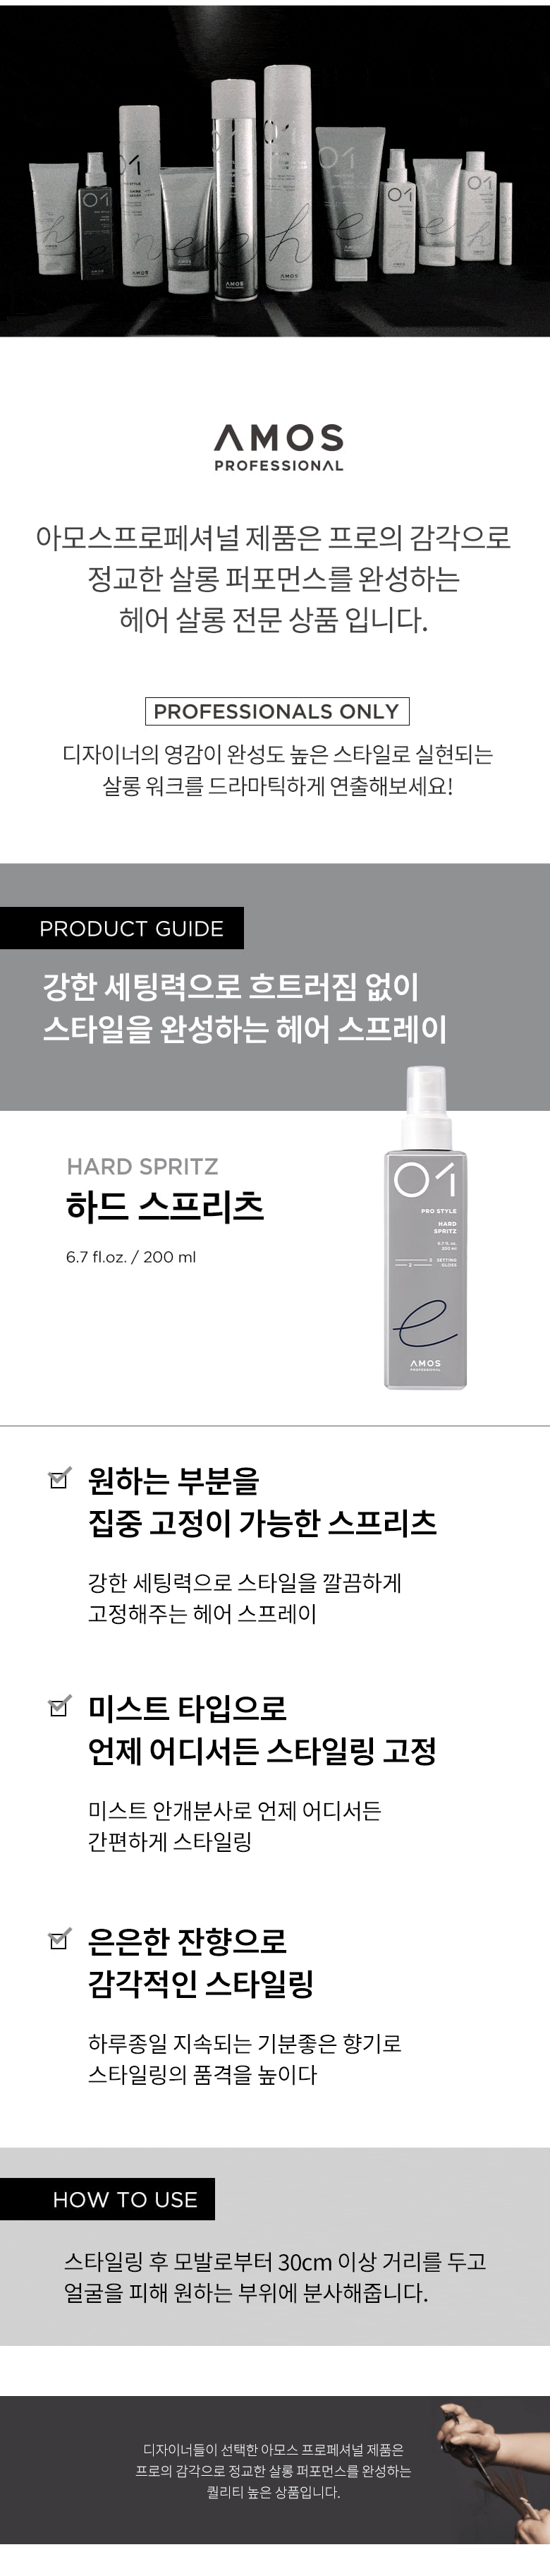 AMOS
PROFESSIONAL
아모스프로페셔널 제품은 프로의 감각으로
정교한 살롱 퍼포먼스를 완성하는
헤어 살롱 전문 상품 입니다.
PROFESSIONALS ONLY
디자이너의 영감이 완성도 높은 스타일로 실현되는
살롱 워크를 드라마틱하게 연출해보세요!
PRODUCT GUIDE
강한 세팅력으로 흐트러짐 없이
스타일을 완성하는 헤어 스프레이
HARD SPRITZ
하드 스프리츠
6.7 fl.oz. / 200 ml
01
PRO STYLE
HARD
SPRITZ
6.7 fl. oz.
200 ml
3 SETTING
2 GLOSS
e
AMOS
PROFESSIONAL
원하는 부분을
집중 고정이 가능한 스프리츠
강한 세팅력으로 스타일을 깔끔하게
고정해주는 헤어 스프레이
미스트 타입으로
언제 어디서든 스타일링 고정
미스트 안개분사로 언제 어디서든
간편하게 스타일링
은은한 잔향으로
감각적인 스타일링
하루종일 지속되는 기분좋은 향기로
스타일링의 품격을 높이다
HOW TO USE
스타일링 후 모발로부터 30cm 이상 거리를 두고
얼굴을 피해 원하는 부위에 분사해줍니다.
디자이너들이 선택한 아모스 프로페셔널 제품은
프로의 감각으로 정교한 살롱 퍼포먼스를 완성하는
퀄리티 높은 상품입니다.